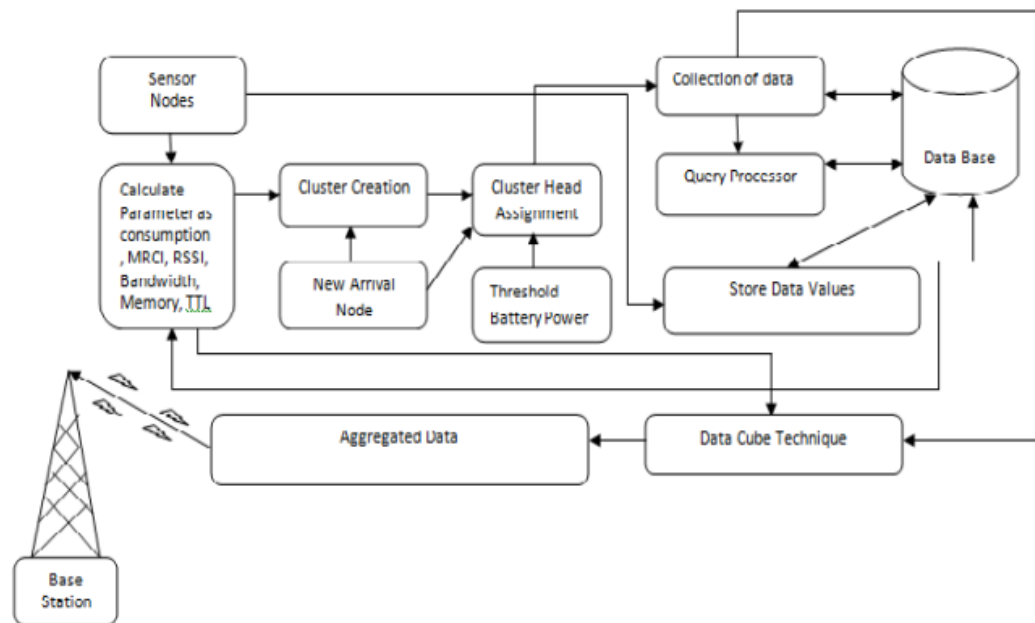 Sensor
Nodes
Collection of data
Data Base
Query Processor
Calculate
Parameter as
consumption
, MRCI, RSSI,
Bandwidth,
Memory, TTL
Cluster Creation
Cluster Head
Assignment
New Arrival
Node
Threshold
Battery Power
Store Data Values
Aggregated Data
Data Cube Technique
Base
Station